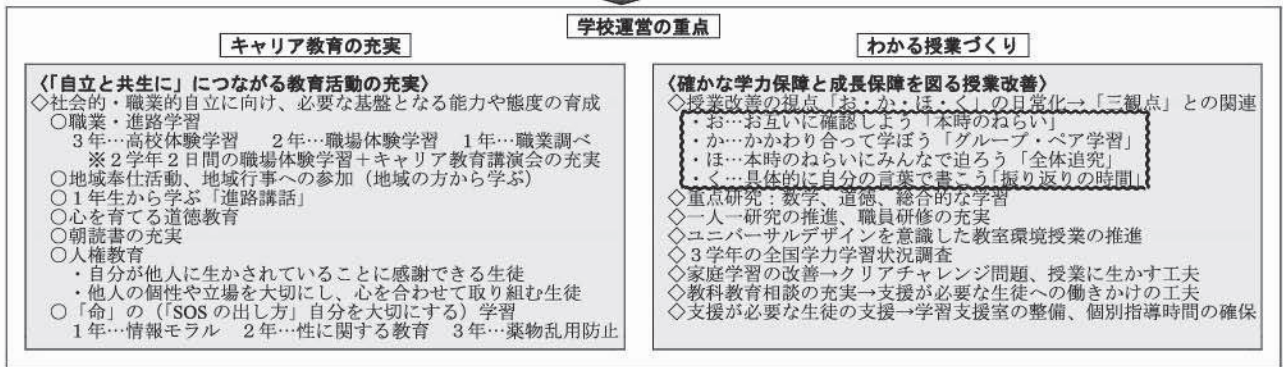 学校運営の重点
キャリア教育の充実
〈「自立と共生に」につながる教育活動の充実〉
◇社会的・職業的自立に向け、必要な基盤となる能力や態度の育成
○職業・進路学習
3年…高校体験学習 2年…職場体験学習 1年…職業調べ
※2学年2日間の職場体験学習+キャリア教育講演会の充実
○地域奉仕活動、地域行事への参加(地域の方から学ぶ)
○1年生から学ぶ「進路講話」
○心を育てる道徳教育
○朝読書の充実
○人権教育
・自分が他人に生かされていることに感謝できる生徒
・他人の個性や立場を大切にし、心を合わせて取り組む生徒
○「命」の(「SOSの出し方」自分を大切にする)学習
1年…情報モラル 2年…性に関する教育 3年…薬物乱用防止
わかる授業づくり
〈確かな学力保障と成長保障を図る授業改善〉
◇授業改善の視点「お・か・ほ・く」の日常化→「三観点」との関連
・お…お互いに確認しよう「本時のねらい」
・か…かかわり合って学ぼう「グループ・ペア学習」
・ほ…本時のねらいにみんなで迫ろう「全体追究」
・く…具体的に自分の言葉で書こう「振り返りの時間」
◇重点研究:数学、道徳、総合的な学習
◇一人一研究の推進、職員研修の充実
◇ユニバーサルデザインを意識した教室環境授業の推進
◇3学年の全国学力学習状況調査
◇家庭学習の改善→クリアチャレンジ問題、授業に生かす工夫
◇教科教育相談の充実→支援が必要な生徒への働きかけの工夫
◇支援が必要な生徒の支援→学習支援室の整備、個別指導時間の確保